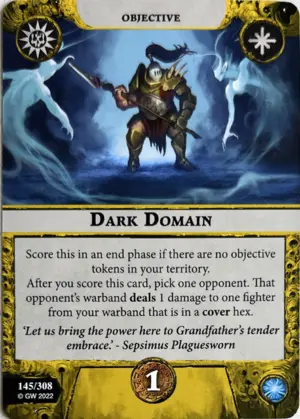 OBJECTIVE
DARK DOMAIN
Score this in an end phase if there are no objective
tokens in your territory.
After you score this card, pick one opponent. That
opponent's warband deals 1 damage to one fighter
from your warband that is in a cover hex.
'Let us bring the power here to Grandfather's tender
embrace.' - Sepsimus Plaguesworn
145/308
© GW 2022
1